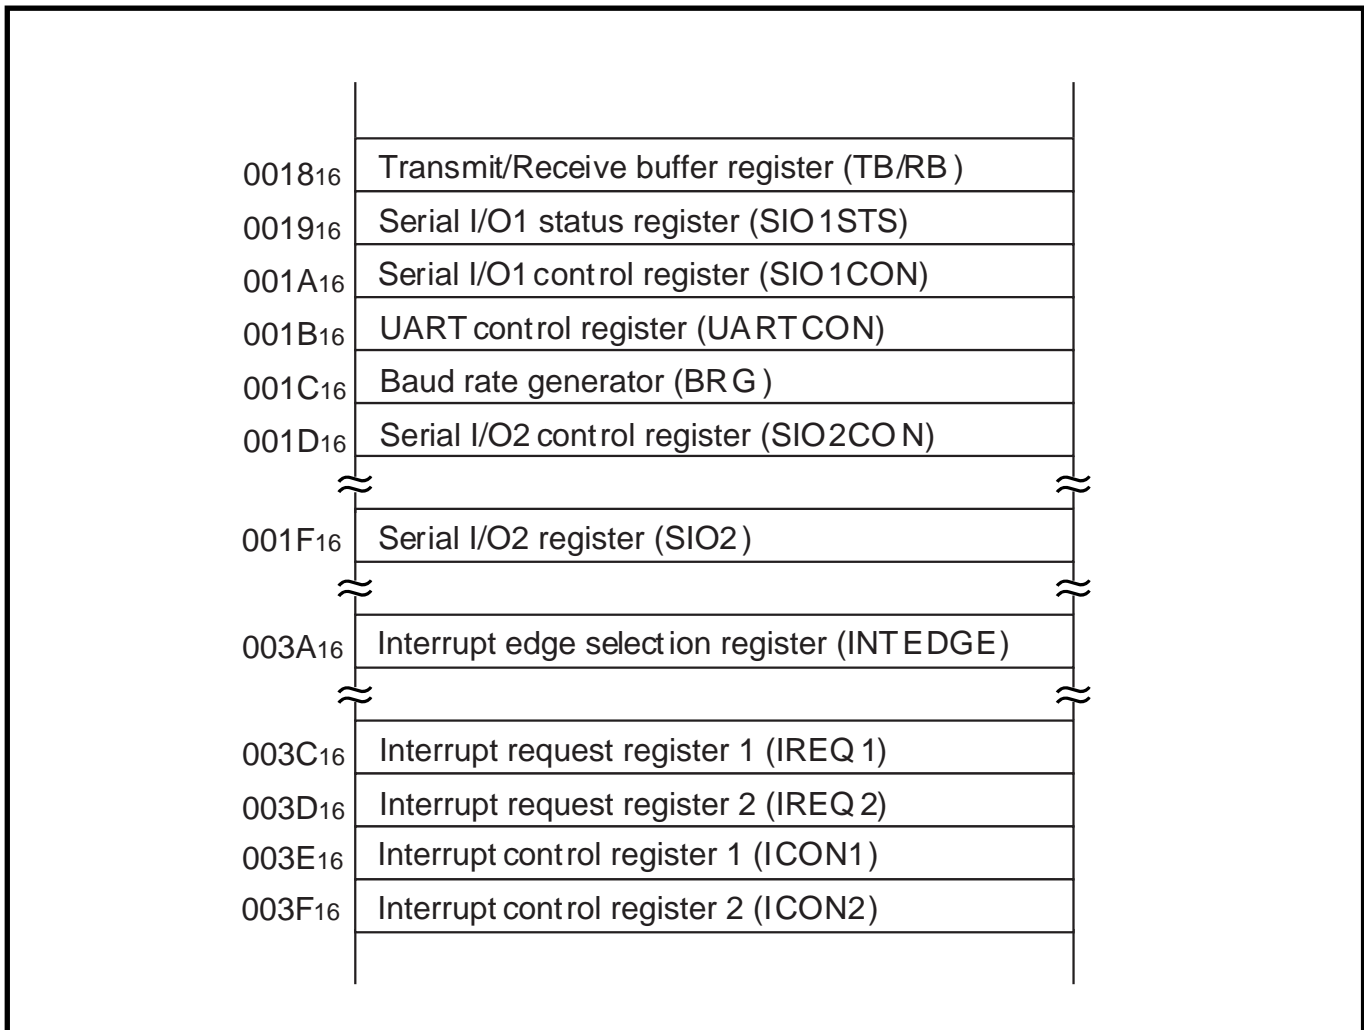 0018₁₆ Transmit/Receive buffer register (TB/RB)
0019₁₆ Serial I/O1 status register (SIO1STS)
001A₁₆ Serial I/O1 control register (SIO1CON)
001B₁₆ UART control register (UARTCON)
001C₁₆ Baud rate generator (BRG)
001D₁₆ Serial I/O2 control register (SIO2CON)
001F₁₆ Serial I/O2 register (SIO2)
003A₁₆ Interrupt edge selection register (INTEDGE)
003C₁₆ Interrupt request register 1 (IREQ1)
003D₁₆ Interrupt request register 2 (IREQ2)
003E₁₆ Interrupt control register 1 (ICON1)
003F₁₆ Interrupt control register 2 (ICON2)